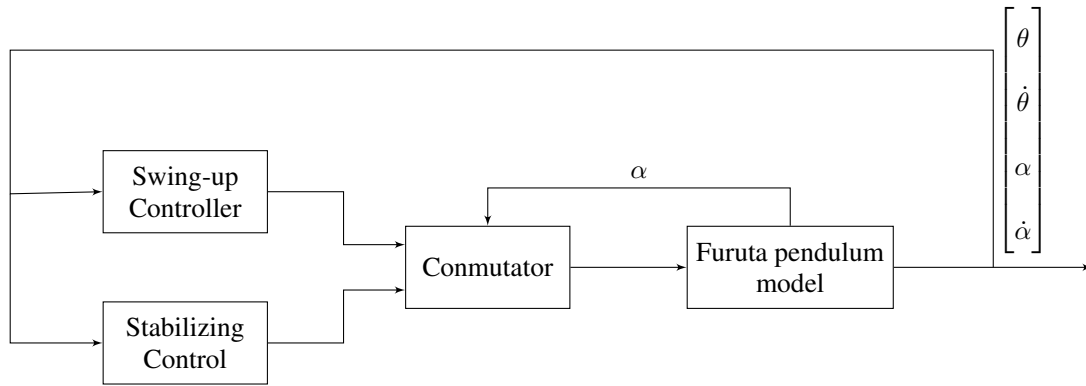 θ
θ̇
α
α̇
Swing-up
Controller
α
Conmutator
Furuta pendulum
model
Stabilizing
Control